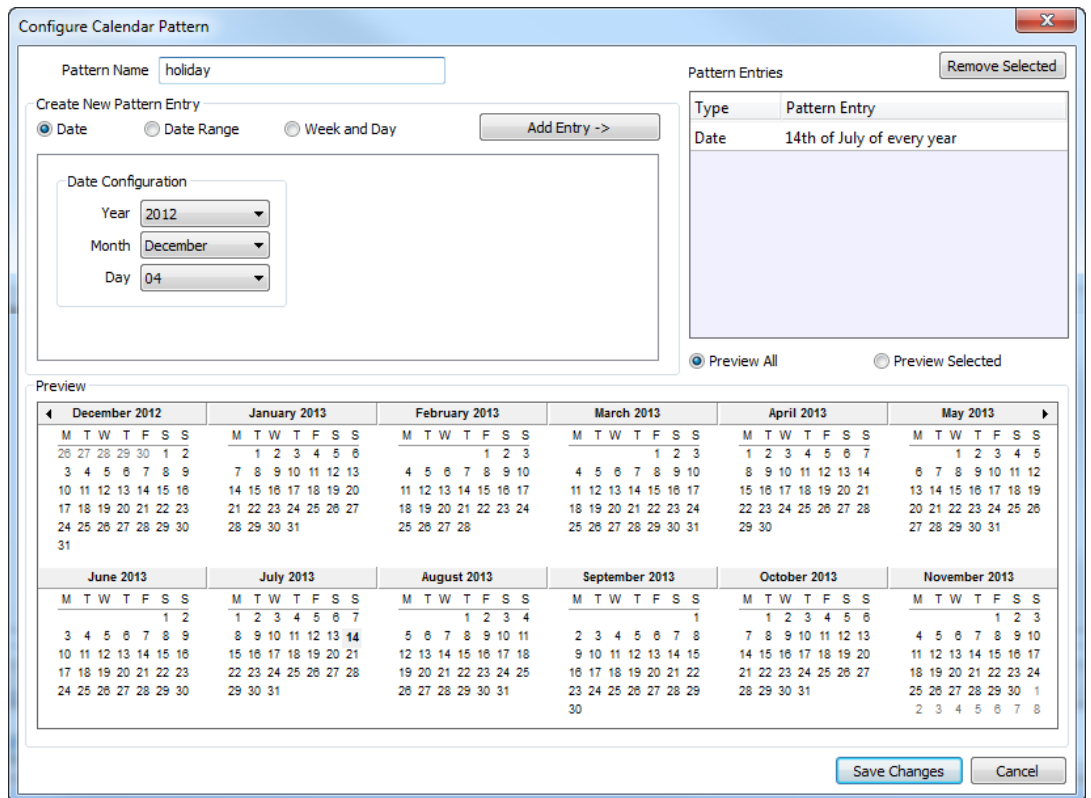 Configure Calendar Pattern
Pattern Name holiday
Remove Selected
Pattern Entries
Create New Pattern Entry
Date Date Range Week and Day Add Entry ->
Type Pattern Entry
Date 14th of July of every year
Date Configuration
Year 2012
Month December
Day 04
Preview All Preview Selected
Preview
December 2012 January 2013 February 2013 March 2013 April 2013 May 2013
M T W T F S S M T W T F S S M T W T F S S M T W T F S S M T W T F S S M T W T F S S
26 27 28 29 30 1 2 1 2 3 4 5 6 1 2 3 1 2 3 1 2 3 4 5 6 7 1 2 3 4 5
3 4 5 6 7 8 9 7 8 9 10 11 12 13 4 5 6 7 8 9 10 4 5 6 7 8 9 10 8 9 10 11 12 13 14 6 7 8 9 10 11 12
10 11 12 13 14 15 16 14 15 16 17 18 19 20 11 12 13 14 15 16 17 11 12 13 14 15 16 17 15 16 17 18 19 20 21 13 14 15 16 17 18 19
17 18 19 20 21 22 23 21 22 23 24 25 26 27 18 19 20 21 22 23 24 18 19 20 21 22 23 24 22 23 24 25 26 27 28 20 21 22 23 24 25 26
24 25 26 27 28 29 30 28 29 30 31 25 26 27 28 25 26 27 28 29 30 31 29 30 27 28 29 30 31
31
June 2013 July 2013 August 2013 September 2013 October 2013 November 2013
M T W T F S S M T W T F S S M T W T F S S M T W T F S S M T W T F S S M T W T F S S
1 2 1 2 3 4 5 6 7 1 2 3 4 1 1 2 3 4 5 6 1 2 3
3 4 5 6 7 8 9 8 9 10 11 12 13 14 5 6 7 8 9 10 11 2 3 4 5 6 7 8 7 8 9 10 11 12 13 4 5 6 7 8 9 10
10 11 12 13 14 15 16 15 16 17 18 19 20 21 12 13 14 15 16 17 18 9 10 11 12 13 14 15 14 15 16 17 18 19 20 11 12 13 14 15 16 17
17 18 19 20 21 22 23 22 23 24 25 26 27 28 19 20 21 22 23 24 25 16 17 18 19 20 21 22 21 22 23 24 25 26 27 18 19 20 21 22 23 24
24 25 26 27 28 29 30 29 30 31 26 27 28 29 30 31 23 24 25 26 27 28 29 28 29 30 31 25 26 27 28 29 30 1
30 2 3 4 5 6 7 8
Save Changes Cancel